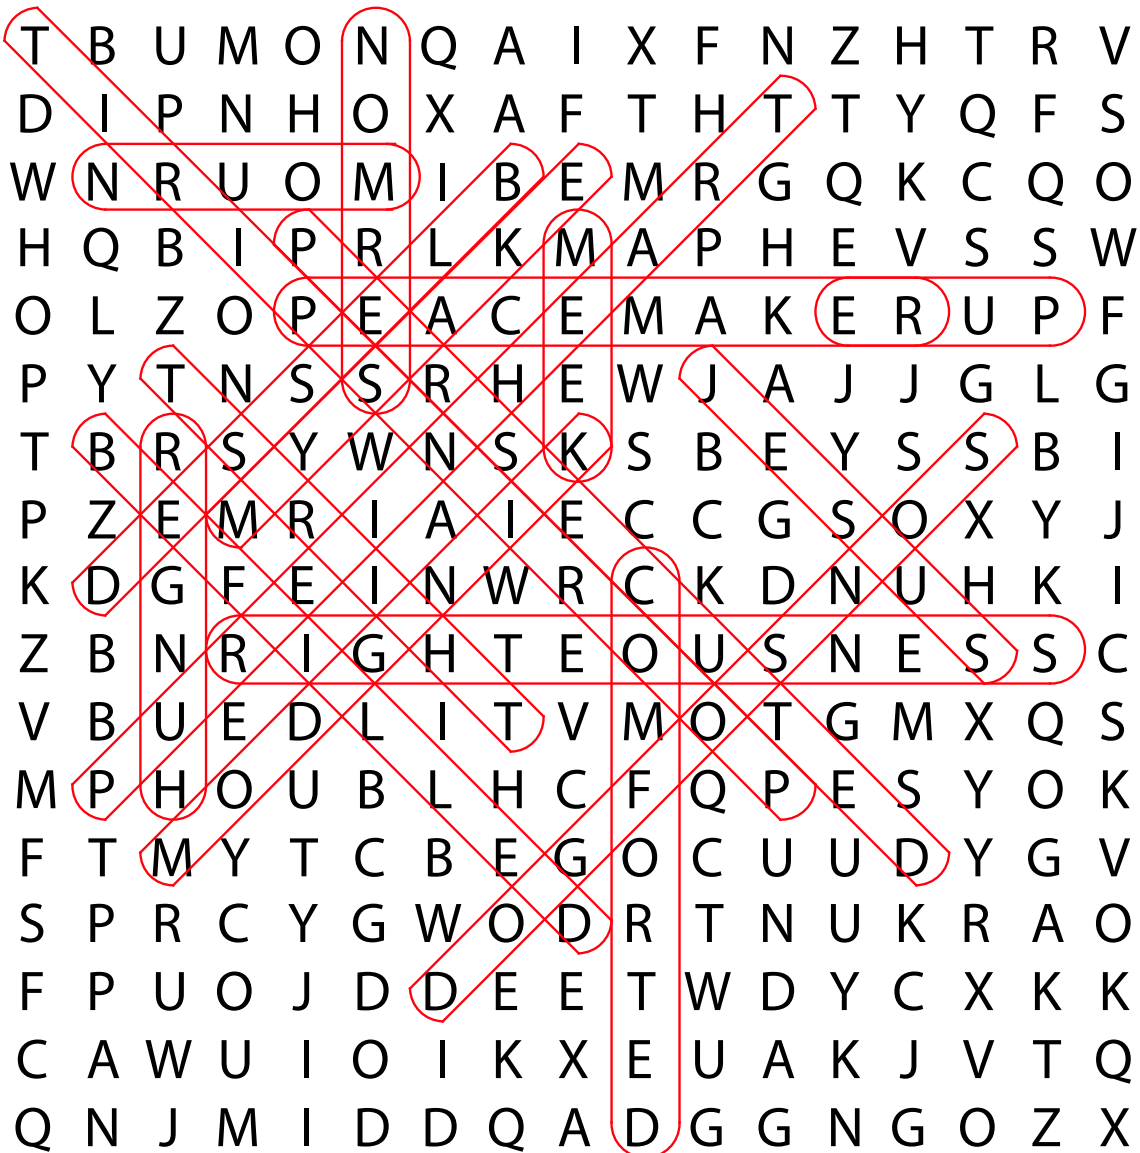 T B U M O N Q A I X F N Z H T R V
D I P N H O X A F T H T T Y Q F S
W N R U O M I B E M R G Q K C Q O
H Q B I P R L K M A P H E V S S W
O L Z O P E A C E M A K E R U P F
P Y T N S S R H E W J A J J G L G
T B R S Y W N S K S B E Y S S B I
P Z E M R I A I E C C G S O X Y J
K D G F E I N W R C K D N U H K I
Z B N R I G H T E O U S N E S S C
V B U E D L I T V M O T G M X Q S
M P H O U B L H C F Q P E S Y O K
F T M Y T C B E G O C U U D Y G V
S P R C Y G W O D R T N U K R A O
F P U O J D D E E T W D Y C X K K
C A W U I O I K X E U A K J V T Q
Q N J M I D D Q A D G G N G O Z X